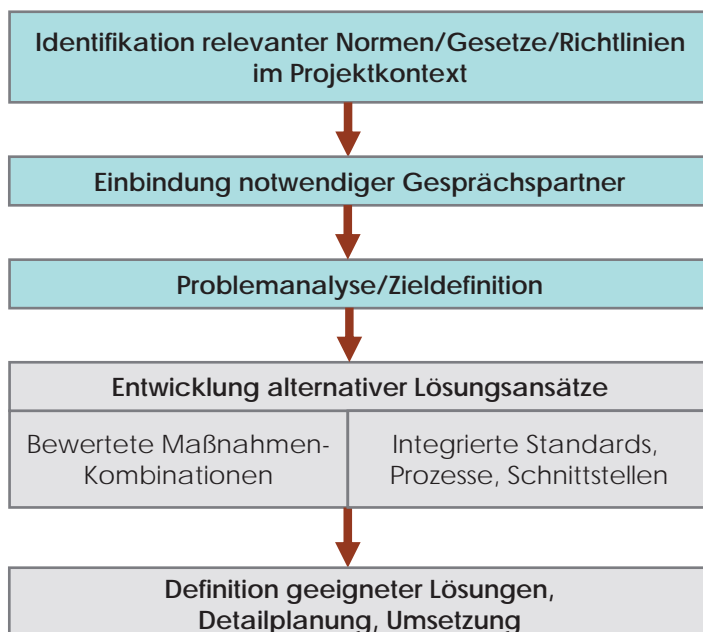 Identifikation relevanter Normen/Gesetze/Richtlinien
im Projektkontext
Einbindung notwendiger Gesprächspartner
Problemanalyse/Zieldefinition
Entwicklung alternativer Lösungsansätze
Bewertete Maßnahmen-
Kombinationen
Integrierte Standards,
Prozesse, Schnittstellen
Definition geeigneter Lösungen,
Detailplanung, Umsetzung